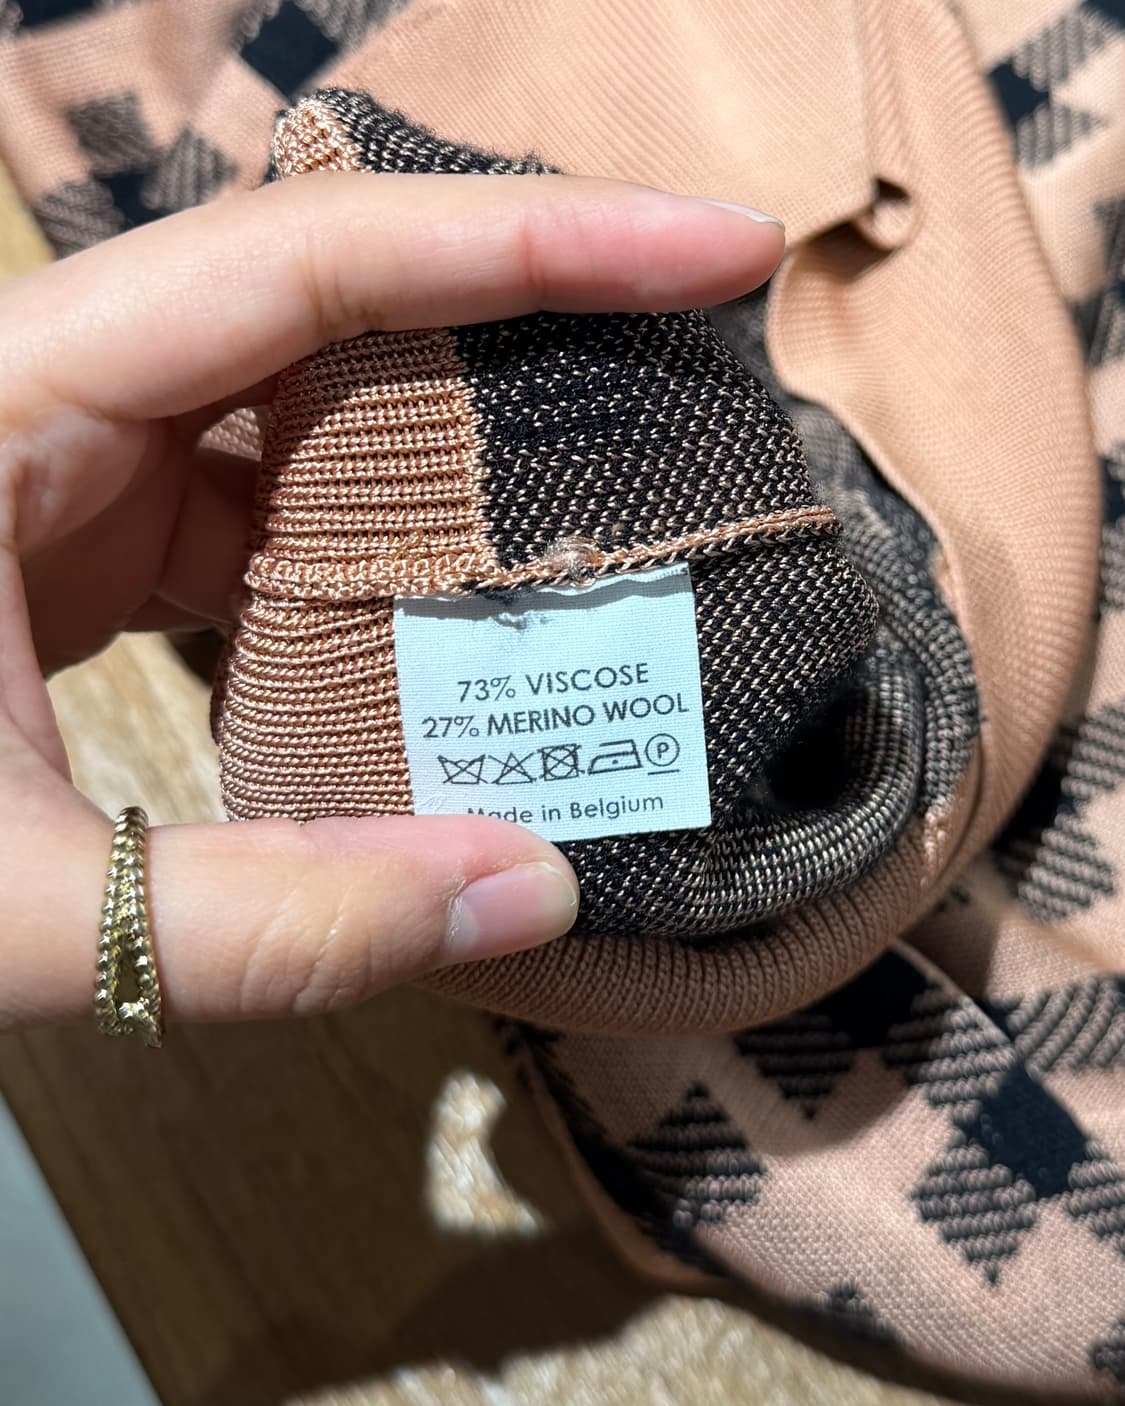 73% VISCOSE
27% MERINO WOOL
P
Made in Belgium